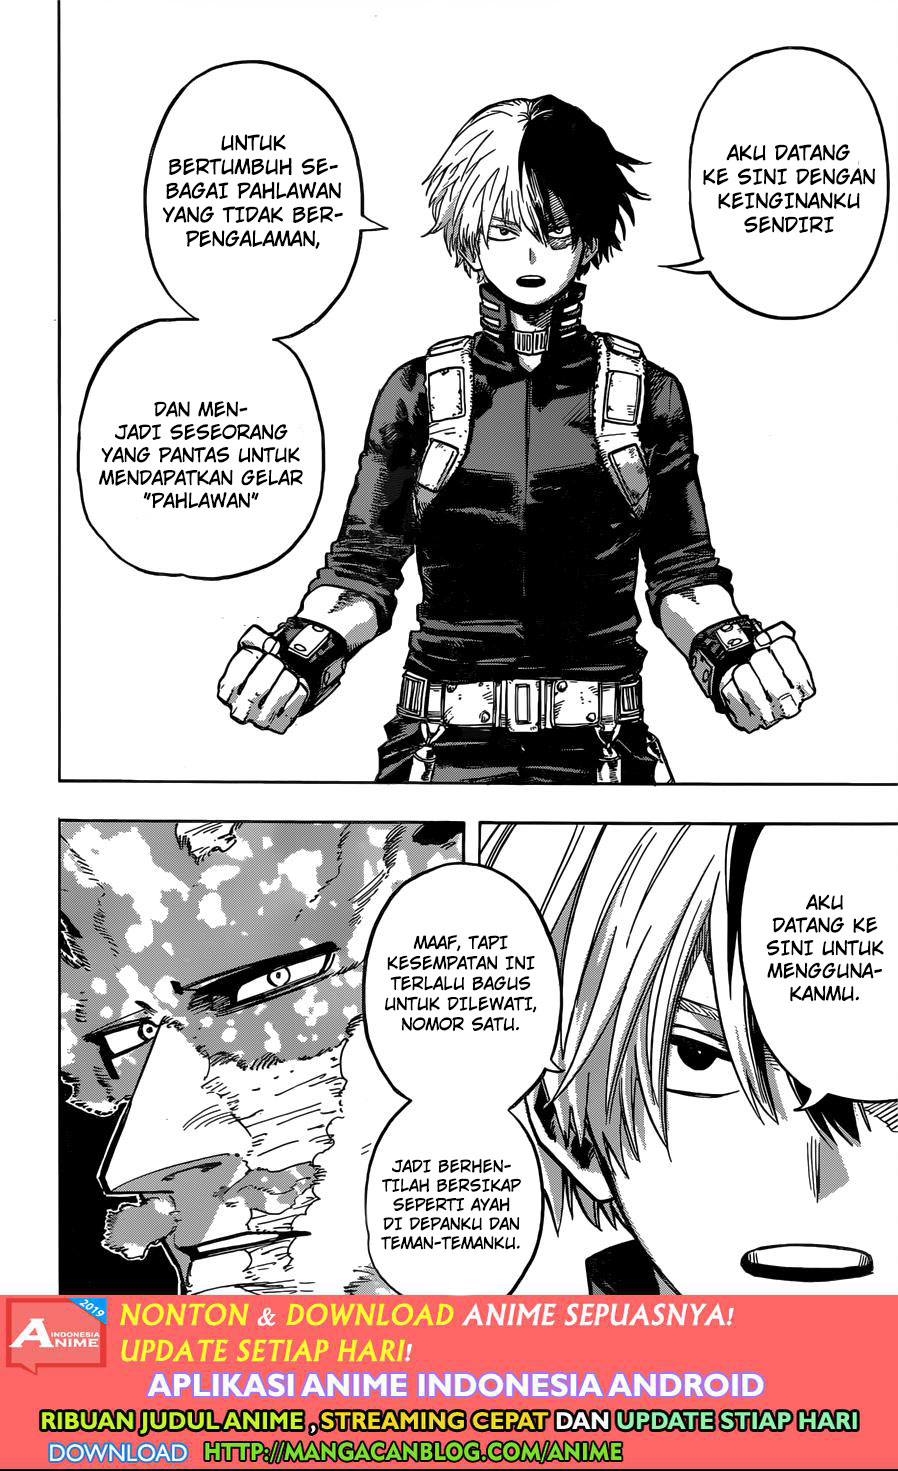 AKU DATANG
KE SINI DENGAN
KEINGINANKU
SENDIRI
UNTUK
BERTUMBUH SE-
BAGAI PAHLAWAN
YANG TIDAK BER-
PENGALAMAN,
DAN MEN-
JADI SESEORANG
YANG PANTAS UNTUK
MENDAPATKAN GELAR
"PAHLAWAN"
AKU
DATANG KE
SINI UNTUK
MENGGUNA-
KANMU.
MAAF, TAPI
KESEMPATAN INI
TERLALU BAGUS
UNTUK DILEWATI,
NOMOR SATU.
JADI BERHEN-
TILAH BERSIKAP
SEPERTI AYAH
DI DEPANKU DAN
TEMAN-TEMANKU.
2019
INDONESIA
ANIME
NONTON & DOWNLOAD ANIME SEPUASNYA!
UPDATE SETIAP HARI!
APLIKASI ANIME INDONESIA ANDROID
RIBUAN JUDUL ANIME , STREAMING CEPAT DAN UPDATE STIAP HARI
DOWNLOAD HTTP://MANGACANBLOG.COM/ANIME